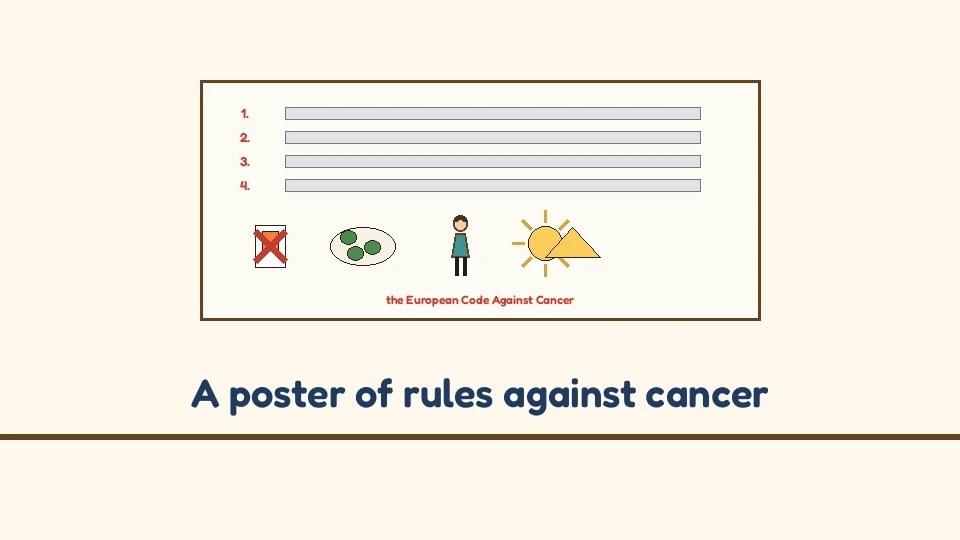 1.
2.
3.
4.
the European Code Against Cancer
A poster of rules against cancer